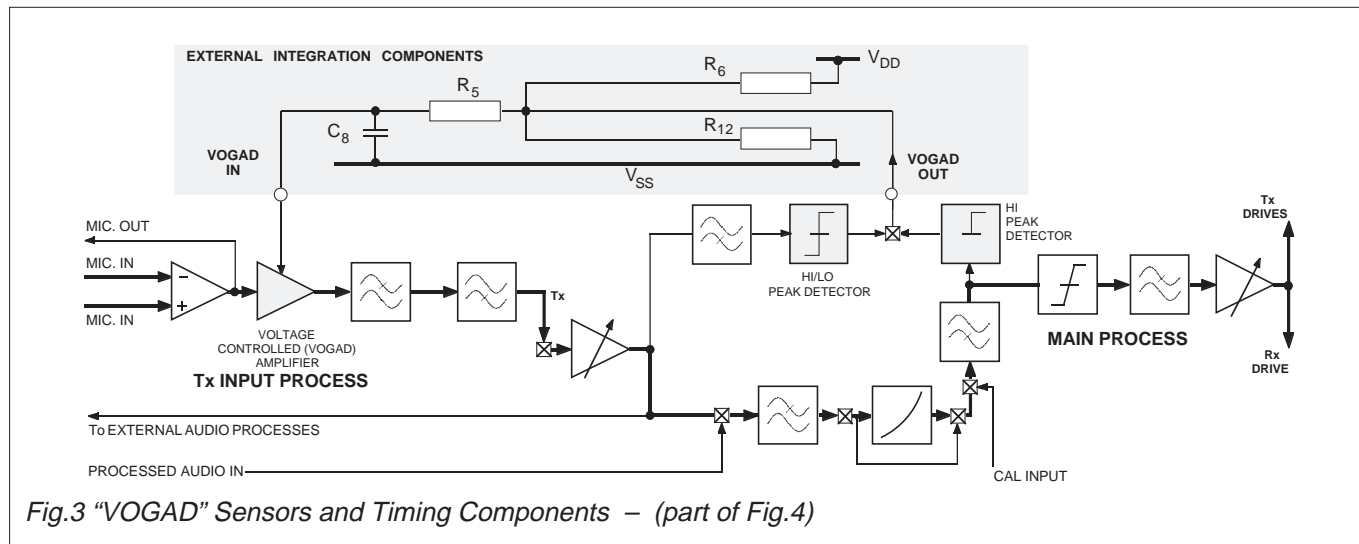 EXTERNAL INTEGRATION COMPONENTS
VDD
R6
R5
C8
R12
VOGAD
IN
VSS
VOGAD
OUT
MIC. OUT
MIC. IN
MIC. IN
−
+
VOLTAGE
CONTROLLED (VOGAD)
AMPLIFIER
Tx INPUT PROCESS
Tx
HI/LO
PEAK DETECTOR
HI
PEAK
DETECTOR
Tx
DRIVES
MAIN PROCESS
Rx
DRIVE
To EXTERNAL AUDIO PROCESSES
PROCESSED AUDIO IN
CAL INPUT
Fig.3 “VOGAD” Sensors and Timing Components – (part of Fig.4)